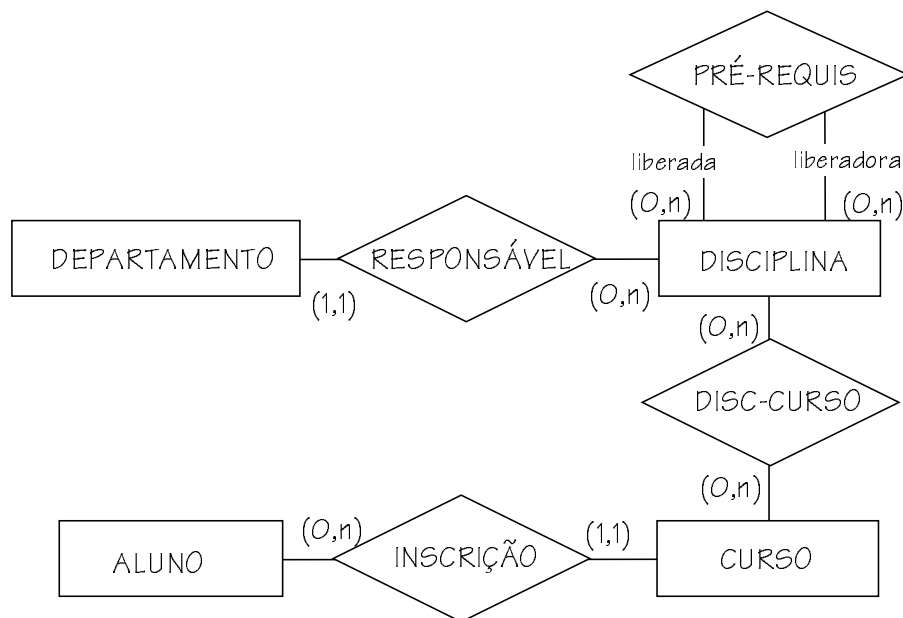 PRÉ-REQUIS
liberada
liberadora
(0,n)
(0,n)
DEPARTAMENTO
RESPONSÁVEL
DISCIPLINA
(1,1)
(0,n)
(0,n)
DISC-CURSO
(0,n)
ALUNO
(0,n)
INSCRIÇÃO
(1,1)
CURSO